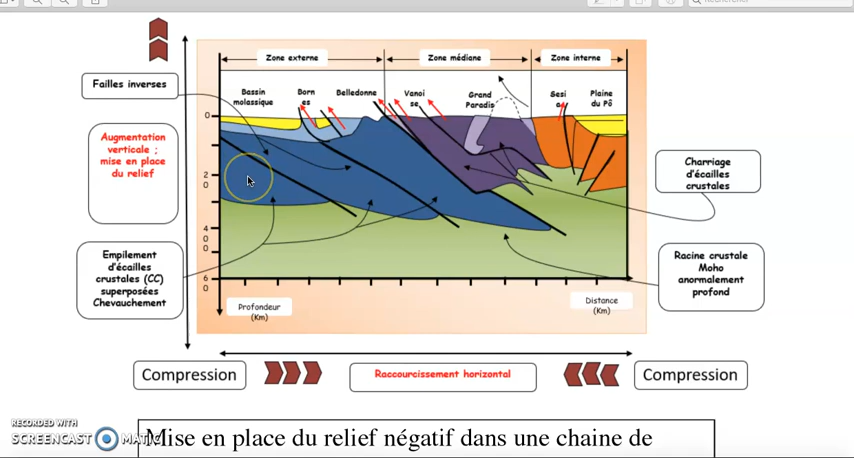 Rechercher
Zone externe
Zone médiane
Zone interne
Failles inverses
Bassin
molassique
Born
es
Belledonne
Vanoi
se
Grand
Paradis
Sesi
a
Plaine
du Pô
0
2
0
4
0
0
6
0
Augmentation
verticale ;
mise en place
du relief
Charriage
d'écailles
crustales
Empilement
d'écailles
crustales (CC)
superposées
Chevauchement
Racine crustale
Moho
anormalement
profond
Profondeur
(Km)
Distance
(Km)
Compression
Raccourcissement horizontal
Compression
RECORDED WITH
SCREENCAST MATIC
Mise en place du relief négatif dans une chaine de